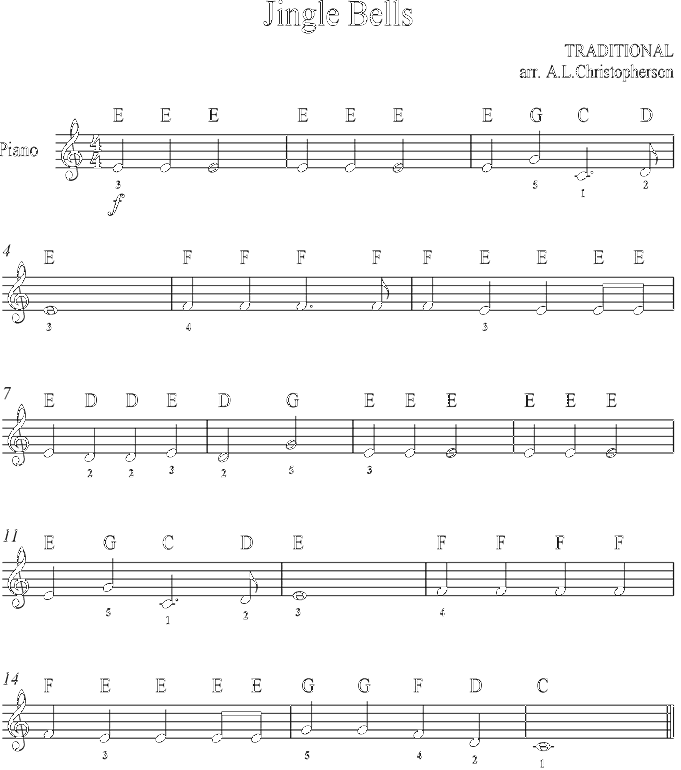 Jingle Bells
TRADITIONAL
arr. A.L.Christopherson
E E E E E E E G C D
Piano
3 5 1 2
f
4
E F F F F F E E E E
3 4 3
7
E D D E D G E E E E E E
2 2 3 2 5 3
11
E G C D E F F F F
5 1 2 3 4
14
F E E E E G G F D C
3 5 4 2 1